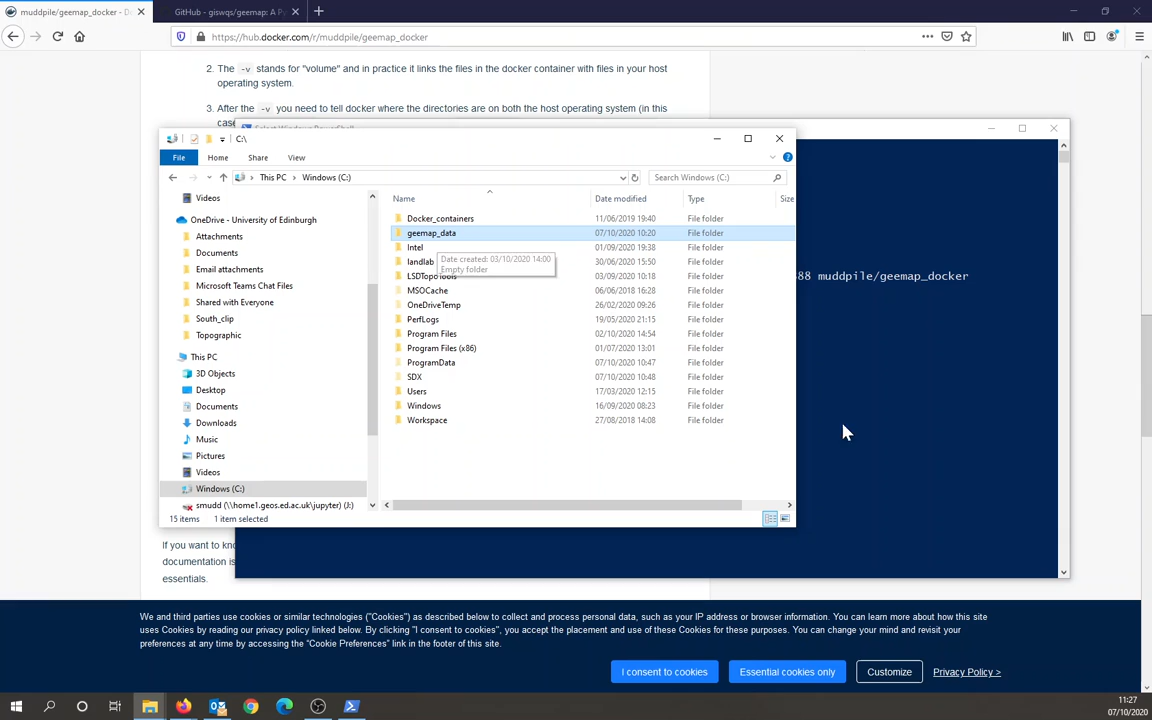 muddpile/geemap_docker - D
GitHub - giswqs/geemap: A P
https://hub.docker.com/r/muddpile/geemap_docker
2. The -v stands for "volume" and in practice it links the files in the docker container with files in your host
operating system.
3. After the -v you need to tell docker where the directories are on both the host operating system (in this
case
Select Windows PowerShell
C:\
File
Home
Share
View
This PC > Windows (C:)
Search Windows (C:)
Name
Date modified
Type
Size
Videos
OneDrive - University of Edinburgh
Attachments
Documents
Email attachments
Microsoft Teams Chat Files
Shared with Everyone
South_clip
Topographic
This PC
3D Objects
Desktop
Documents
Downloads
Music
Pictures
Videos
Windows (C:)
smudd (\\home1.geos.ed.ac.uk\jupyter) (J:)
Docker_containers 11/06/2019 19:40 File folder
geemap_data 07/10/2020 10:20 File folder
Intel 01/09/2020 19:38 File folder
landlab 30/06/2020 15:50 File folder
LSDTopoTools 03/09/2020 10:18 File folder
MSOCache 06/06/2018 16:28 File folder
OneDriveTemp 26/02/2020 09:26 File folder
PerfLogs 19/05/2020 21:15 File folder
Program Files 02/10/2020 14:54 File folder
Program Files (x86) 01/07/2020 13:01 File folder
ProgramData 07/10/2020 10:47 File folder
SDX 07/10/2020 10:48 File folder
Users 17/03/2020 12:15 File folder
Windows 16/09/2020 08:23 File folder
Workspace 27/08/2018 14:08 File folder
Date created: 03/10/2020 14:00
Empty folder
88 muddpile/geemap_docker
15 items
1 item selected
If you want to kno
documentation is
essentials.
We and third parties use cookies or similar technologies ("Cookies") as described below to collect and process personal data, such as your IP address or browser information. You can learn more about how this
site uses Cookies by reading our privacy policy linked below. By clicking "I consent to cookies", you accept the placement and use of these Cookies for these purposes. You can change your mind and revisit your
preferences at any time by accessing the "Cookie Preferences" link in the footer of this site.
I consent to cookies
Essential cookies only
Customize
Privacy Policy >
11:27
07/10/2020